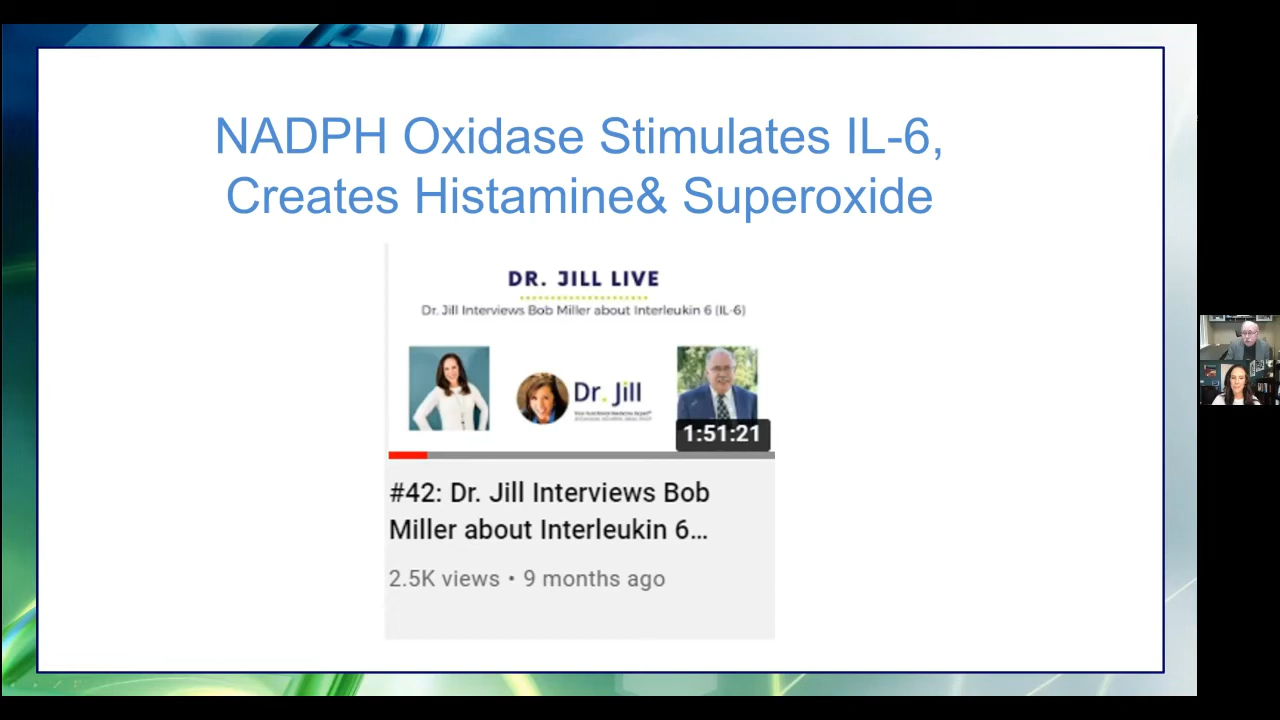 NADPH Oxidase Stimulates IL-6,
Creates Histamine& Superoxide
DR. JILL LIVE
Dr. Jill Interviews Bob Miller about Interleukin 6 (IL-6)
Dr. Jill
1:51:21
#42: Dr. Jill Interviews Bob
Miller about Interleukin 6...
2.5K views • 9 months ago